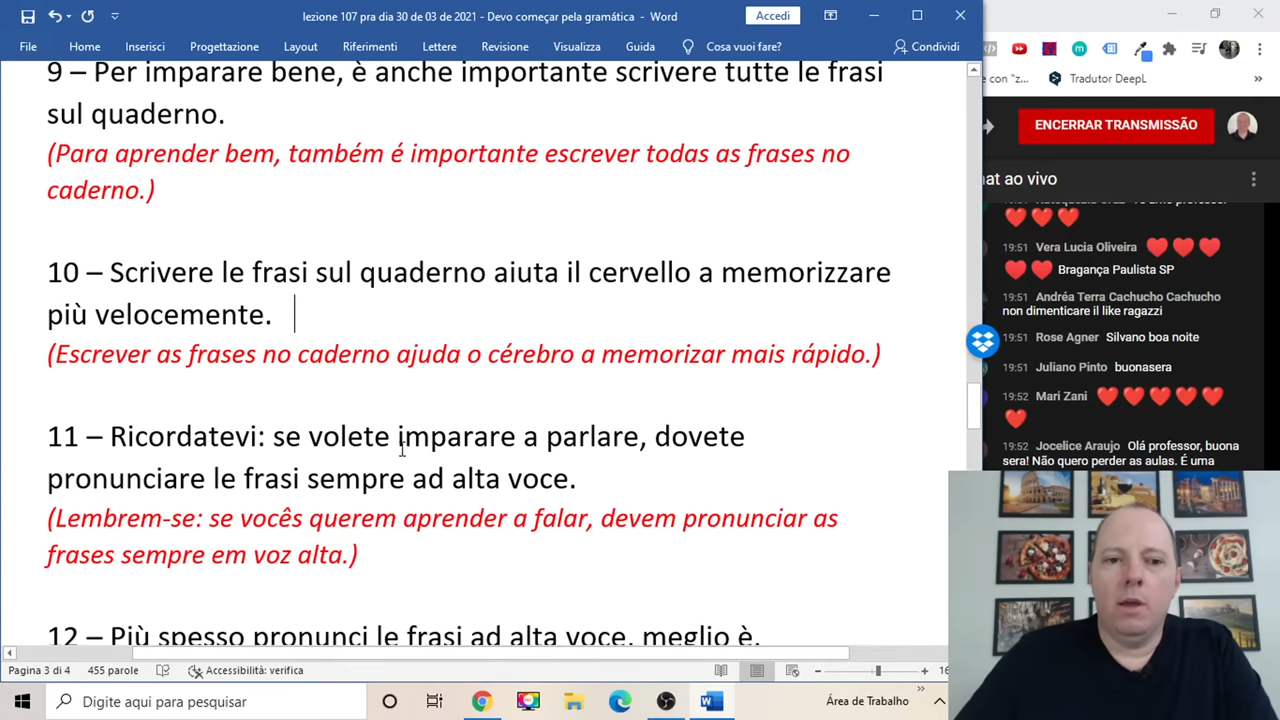 lezione 107 pra dia 30 de 03 de 2021 - Devo começar pela gramática - Word
Accedi
File Home Inserisci Progettazione Layout Riferimenti Lettere Revisione Visualizza Guida Cosa vuoi fare? Condividi
9 – Per imparare bene, è anche importante scrivere tutte le frasi
sul quaderno.
(Para aprender bem, também é importante escrever todas as frases no
caderno.)
10 – Scrivere le frasi sul quaderno aiuta il cervello a memorizzare
più velocemente.
(Escrever as frases no caderno ajuda o cérebro a memorizar mais rápido.)
11 – Ricordatevi: se volete imparare a parlare, dovete
pronunciare le frasi sempre ad alta voce.
(Lembrem-se: se vocês querem aprender a falar, devem pronunciar as
frases sempre em voz alta.)
12 – Più spesso pronunci le frasi ad alta voce, meglio è.
Pagina 3 di 4 455 parole Accessibilità: verifica
Digite aqui para pesquisar
Área de Trabalho
e con "z... Tradutor DeepL
ENCERRAR TRANSMISSÃO
hat ao vivo
19:51 Vera Lucia Oliveira
Bragança Paulista SP
19:51 Andréa Terra Cachucho Cachucho
non dimenticare il like ragazzi
19:51 Rose Agner Silvano boa noite
19:51 Juliano Pinto buonasera
19:52 Mari Zani
19:52 Jocelice Araujo Olá professor, buona
sera! Não quero perder as aulas. É uma